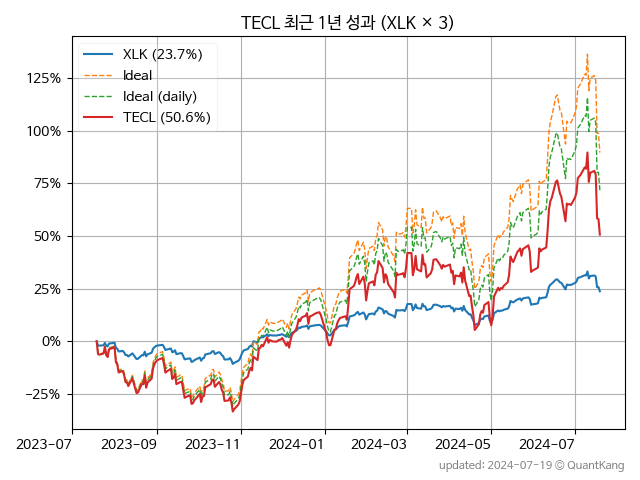 TECL 최근 1년 성과 (XLK × 3)
XLK (23.7%)
Ideal
Ideal (daily)
TECL (50.6%)
125%
100%
75%
50%
25%
0%
−25%
2023-07 2023-09 2023-11 2024-01 2024-03 2024-05 2024-07
updated: 2024-07-19 © QuantKang